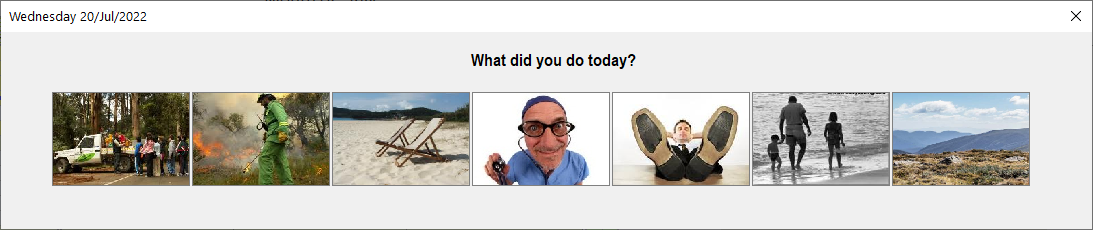 Wednesday 20/Jul/2022
What did you do today?